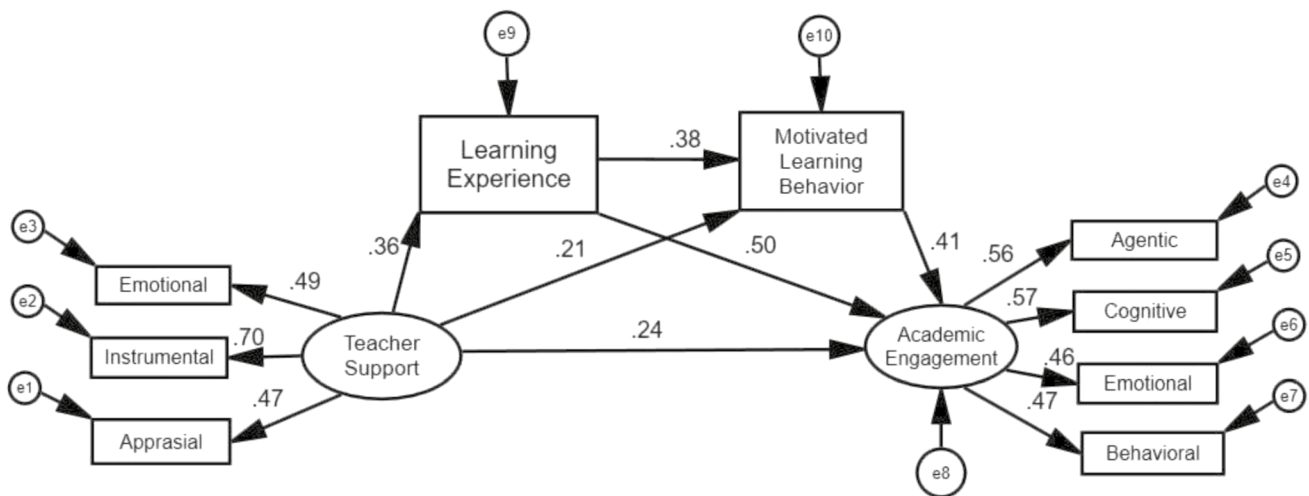 e9
e10
Learning
Experience
.38
Motivated
Learning
Behavior
e4
e3
.36
.21
.50
.41
.56
Agentic
e5
Emotional
.49
e2
.57
Cognitive
e6
Instrumental
.70
Teacher
Support
.24
Academic
Engagement
.46
Emotional
e1
.47
.47
e7
Apprasial
Behavioral
e8